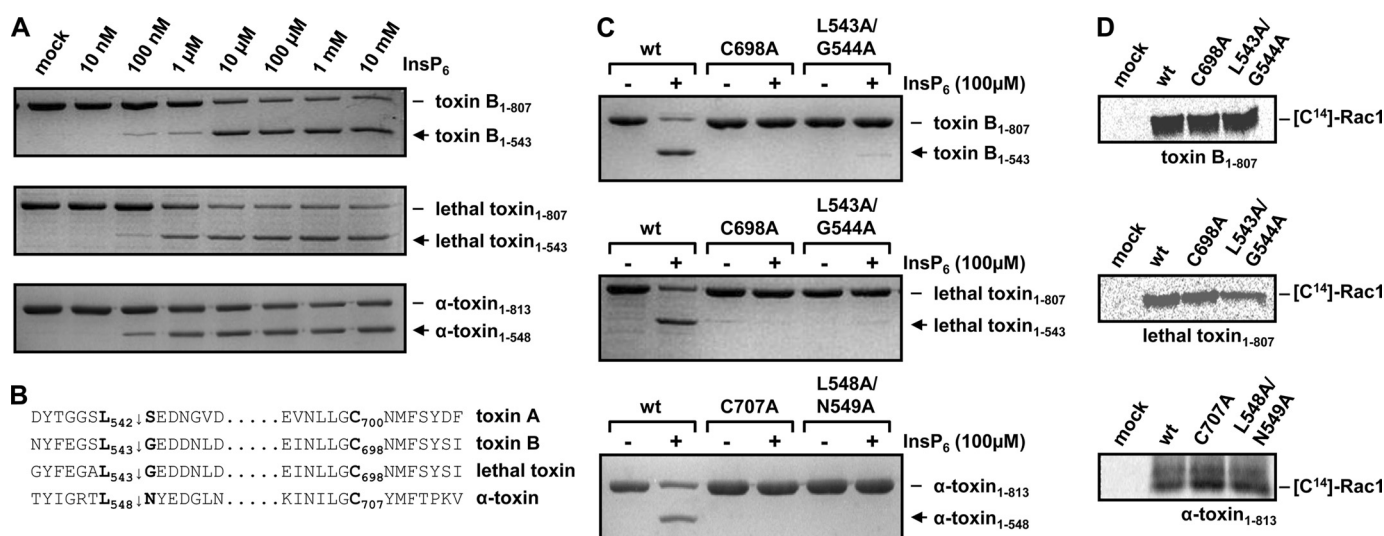 A
mock 10 nM 100 nM 1 µM 10 µM 100 µM 1 mM 10 mM InsP6
toxin B1-807
toxin B1-543
lethal toxin1-807
lethal toxin1-543
α-toxin1-813
α-toxin1-548
B
DYTGGSL542↓SEDNGVD.....EVNLLGC700NMFSYDF toxin A
NYFEGSL543↓GEDDNLD.....EINLLGC698NMFSYSI toxin B
GYFEGAL543↓GEDDNLD.....EINLLGC698NMFSYSI lethal toxin
TYIGRTL548↓NYEDGLN.....KINILGC707YMFTPKV α-toxin
C
wt C698A L543A/
G544A
- + - + - + InsP6 (100µM)
toxin B1-807
toxin B1-543
wt C698A L543A/
G544A
- + - + - + InsP6 (100µM)
lethal toxin1-807
lethal toxin1-543
wt C707A L548A/
N549A
- + - + - + InsP6 (100µM)
α-toxin1-813
α-toxin1-548
D
mock wt C698A L543A/
G544A
[C14]-Rac1
toxin B1-807
mock wt C698A L543A/
G544A
[C14]-Rac1
lethal toxin1-807
mock wt C707A L548A/
N549A
[C14]-Rac1
α-toxin1-813